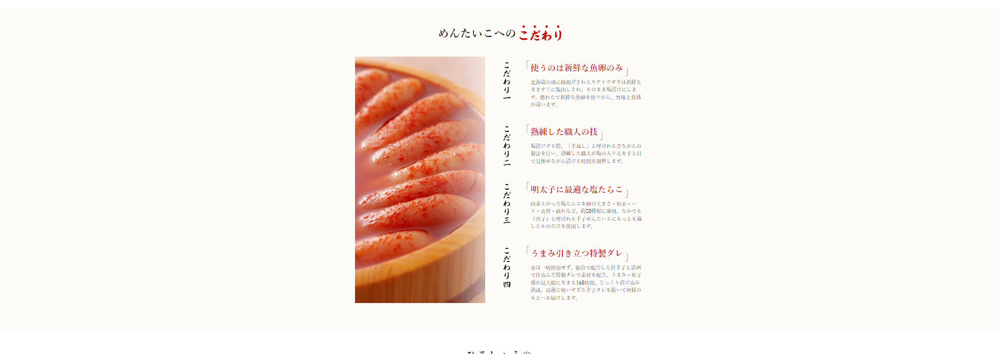 めんたいこへの こだわり
こだわり一
「使うのは新鮮な魚卵のみ」
北海道の港に陸揚げされたスケトウダラは新鮮な
まますぐに腹出しされ、そのまま塩漬けにしま
す。獲れたて新鮮な魚卵を使うから、旨味と食感
が違います。
こだわり二
「熟練した職人の技」
塩漬けする際、「手返し」と呼ばれる昔ながらの
製法を行い、熟練した職人が塩の入り方を手と目
で見極めながら漬ける時間を調整します。
こだわり三
「明太子に最適な塩たらこ」
出来上がった塩たらこを卵の大きさ・粒小・ハ
リ・皮質・破れなど、約20種類に選別。なかでも
『真子』と呼ばれる辛子めんたいこにもっとも適
したものだけを使用します。
こだわり四
「うまみ引き立つ特製ダレ」
水は一切使用せず、独自で配合した唐辛子と清酒
で仕込んだ特製ダレで素材を配合。うまみ・粒子
感が最大限に生きる168時間、じっくり漬け込み
熟成。最後に吸いすぎた辛子タレを抜いて皆様の
もとへお届けします。